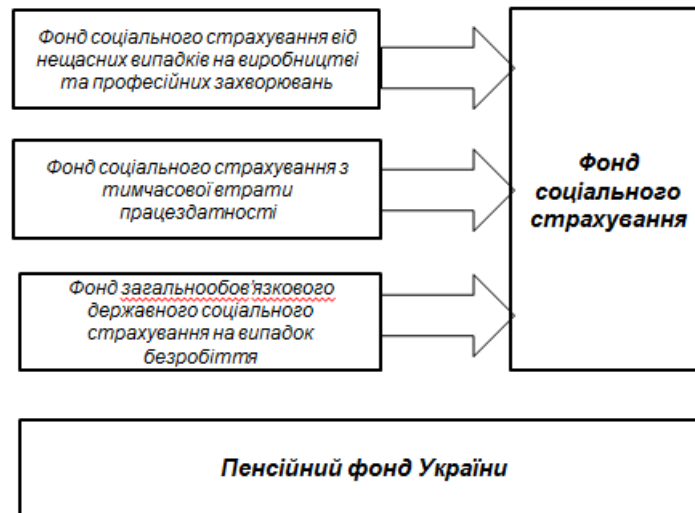 Фонд соціального страхування від
нещасних випадків на виробництві
та професійних захворювань
Фонд соціального страхування з
тимчасової втрати
працездатності
Фонд загальнообов'язкового
державного соціального
страхування на випадок
безробіття
Фонд
соціального
страхування
Пенсійний фонд України